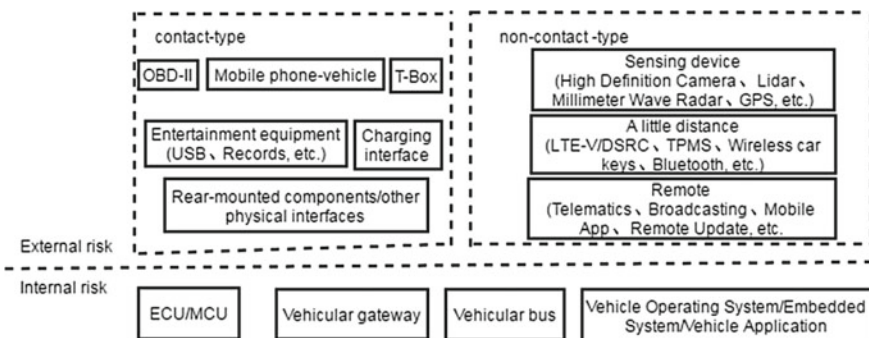 contact-type
OBD-II
Mobile phone-vehicle
T-Box
Entertainment equipment
(USB、Records, etc.)
Charging
interface
Rear-mounted components/other
physical interfaces
non-contact -type
Sensing device
(High Definition Camera、Lidar、
Millimeter Wave Radar、GPS, etc.)
A little distance
(LTE-V/DSRC、TPMS、Wireless car
keys、Bluetooth, etc.)
Remote
(Telematics、Broadcasting、Mobile
App、Remote Update, etc.
External risk
Internal risk
ECU/MCU
Vehicular gateway
Vehicular bus
Vehicle Operating System/Embedded
System/Vehicle Application